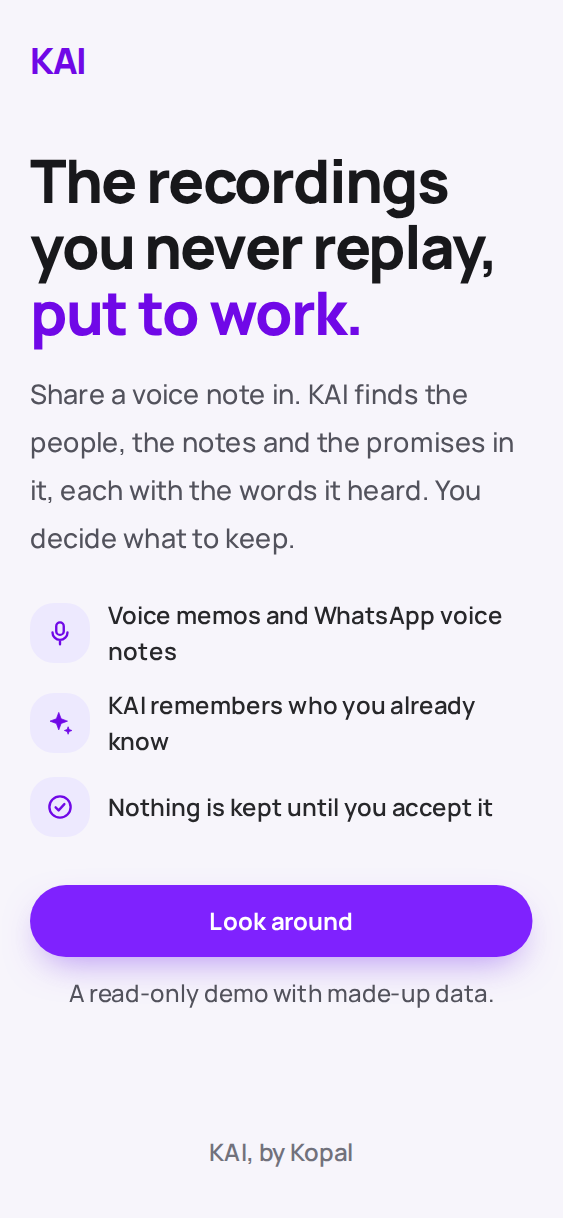 KAI
The recordings
you never replay,
put to work.
Share a voice note in. KAI finds the
people, the notes and the promises in
it, each with the words it heard. You
decide what to keep.
Voice memos and WhatsApp voice
notes
KAI remembers who you already
know
Nothing is kept until you accept it
Look around
A read-only demo with made-up data.
KAI, by Kopal